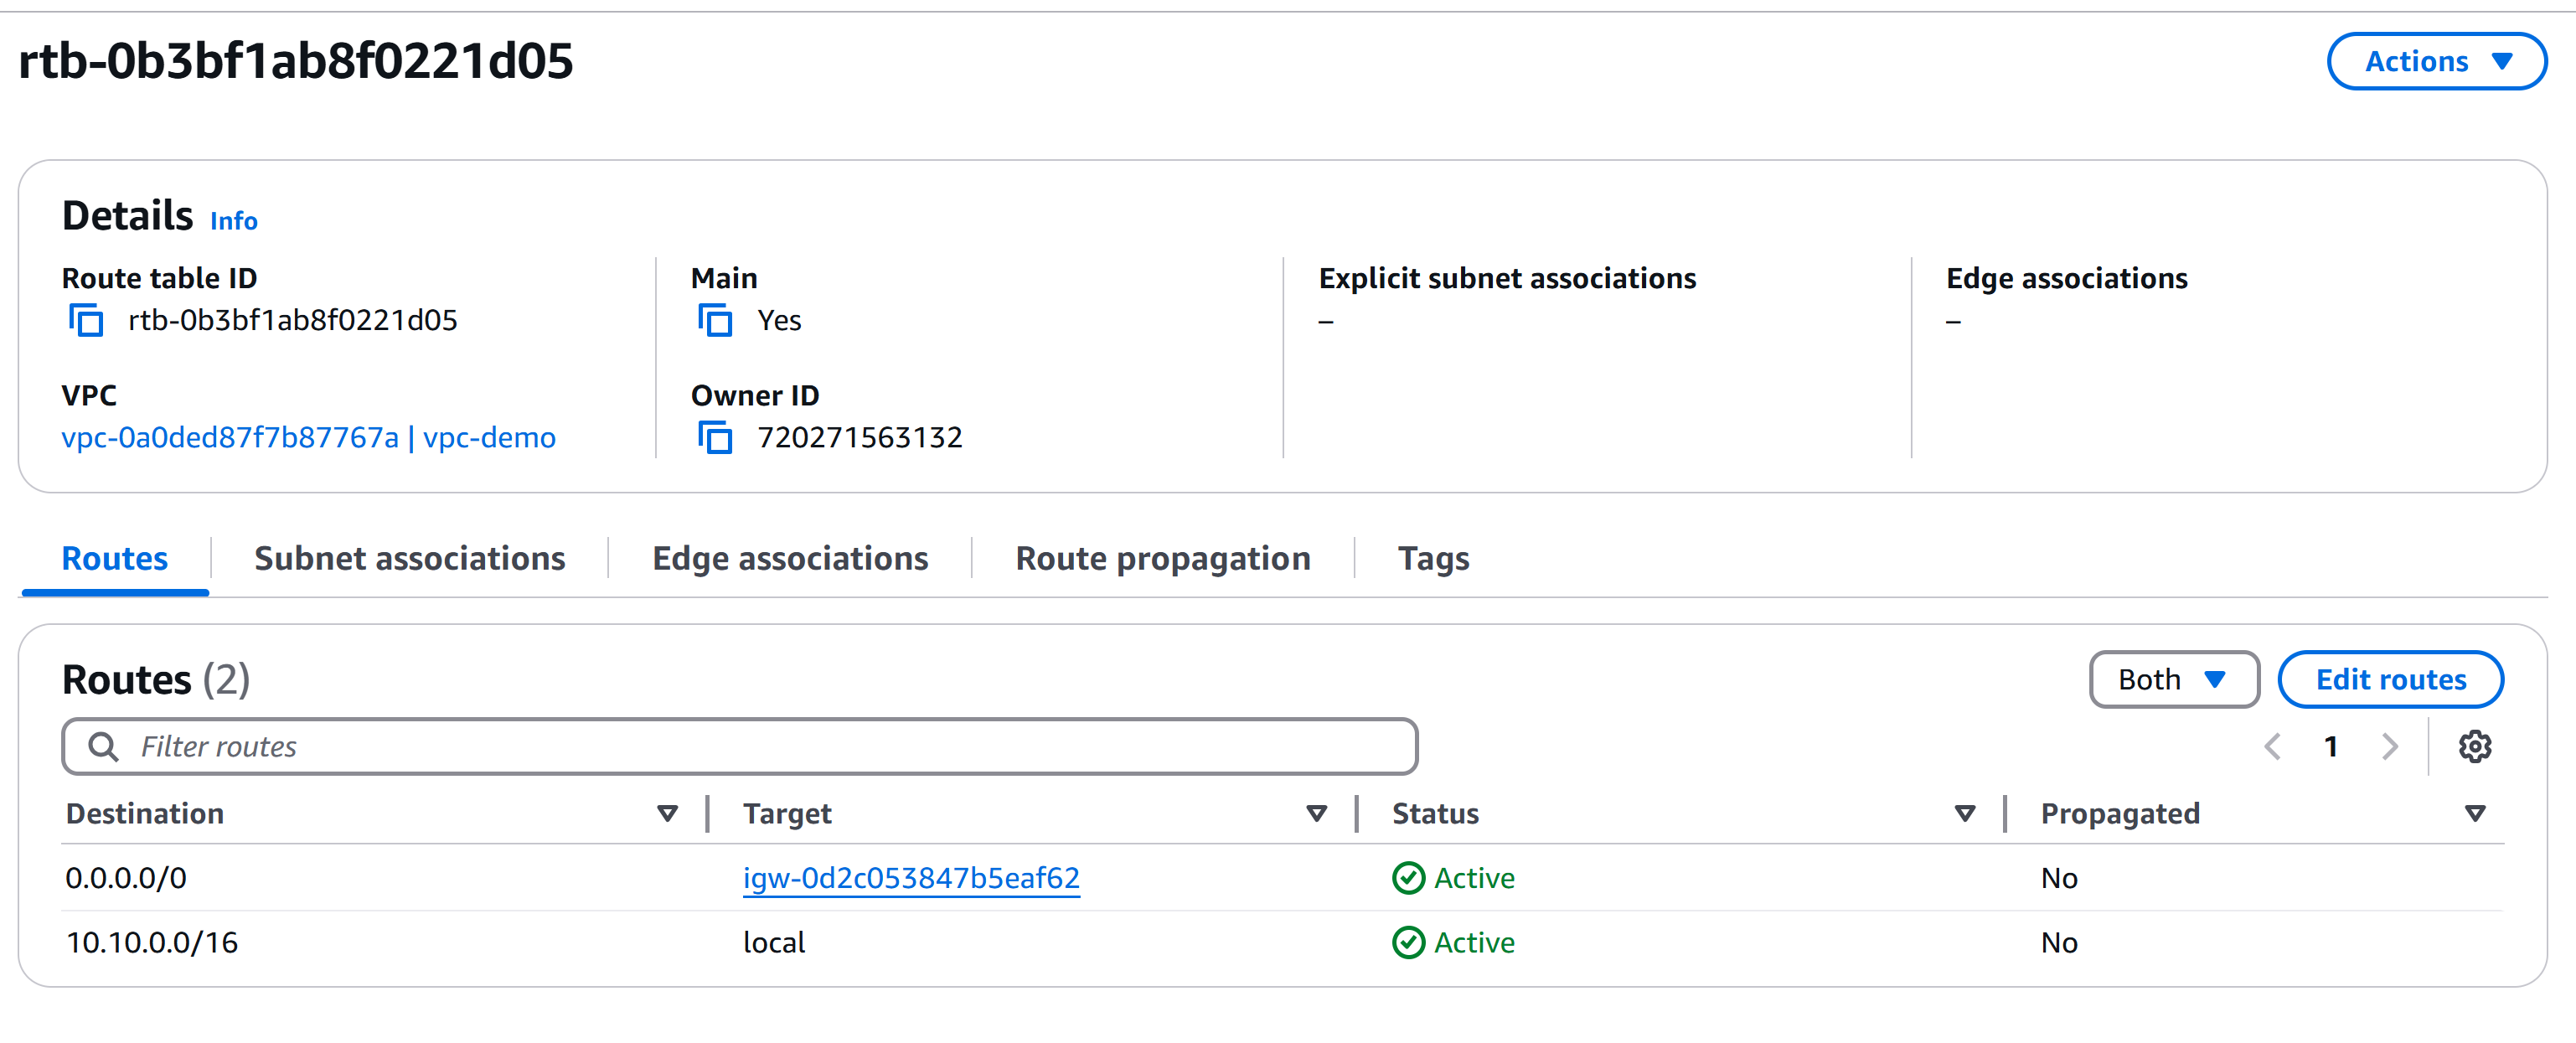 rtb-0b3bf1ab8f0221d05
Actions
Details Info
Route table ID
rtb-0b3bf1ab8f0221d05
Main
Yes
Explicit subnet associations
–
Edge associations
–
VPC
vpc-0a0ded87f7b87767a | vpc-demo
Owner ID
720271563132
Routes
Subnet associations
Edge associations
Route propagation
Tags
Routes (2)
Both
Edit routes
Filter routes
1
Destination Target Status Propagated
0.0.0.0/0 igw-0d2c053847b5eaf62 Active No
10.10.0.0/16 local Active No